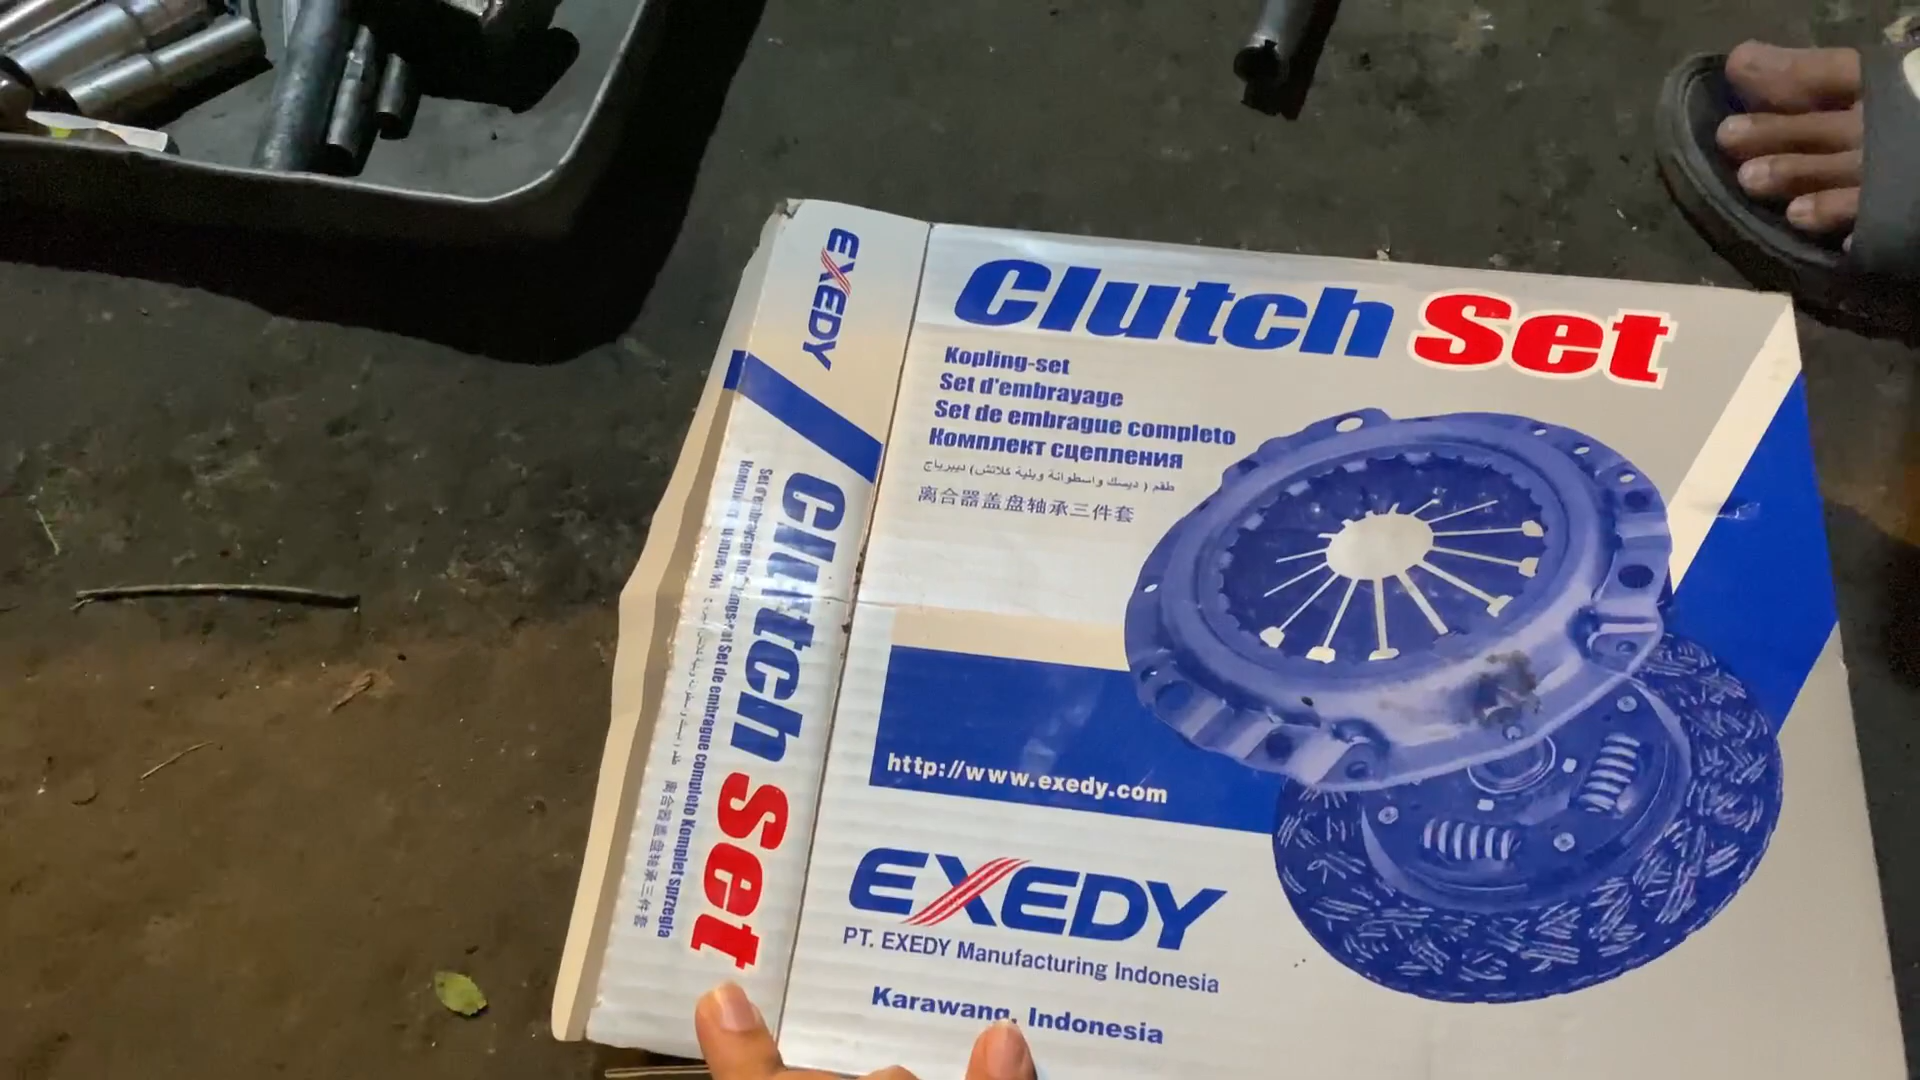 EXEDY
Clutch Set
Clutch Set
Kopling-set
Set d'embrayage
Set de embrague completo
Комплект сцепления
طقم ( ديسك واسطوانة وبلية كلاتش) ديبرياج
离合器盖盘轴承三件套
Set de embrague completo Komplet sprzęgła
离合器盖盘轴承三件套
http://www.exedy.com
EXEDY
PT. EXEDY Manufacturing Indonesia
Karawang, Indonesia